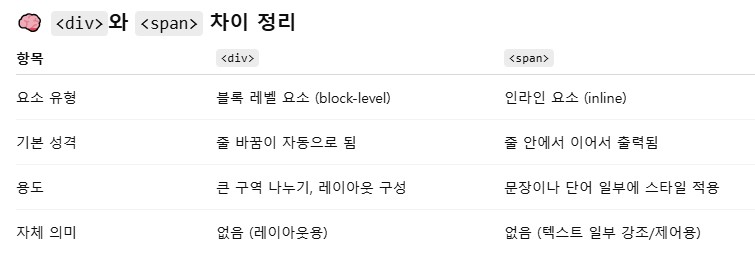 🧠 <div>와 <span> 차이 정리
항목 <div> <span>
요소 유형 블록 레벨 요소 (block-level) 인라인 요소 (inline)
기본 성격 줄 바꿈이 자동으로 됨 줄 안에서 이어서 출력됨
용도 큰 구역 나누기, 레이아웃 구성 문장이나 단어 일부에 스타일 적용
자체 의미 없음 (레이아웃용) 없음 (텍스트 일부 강조/제어용)